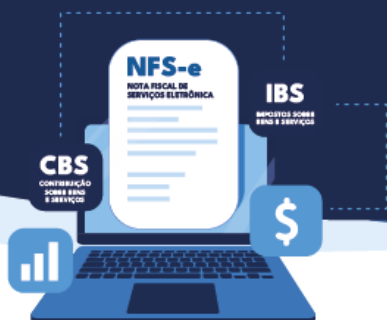 NFS-e
NOTA FISCAL DE
SERVIÇOS ELETRÔNICA
IBS
IMPOSTOS SOBRE
BENS E SERVIÇOS
CBS
CONTRIBUIÇÃO
SOBRE BENS
E SERVIÇOS
$